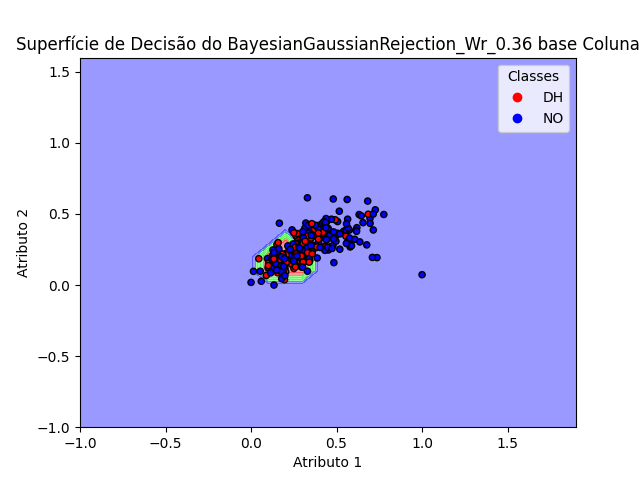 Superfície de Decisão do BayesianGaussianRejection_Wr_0.36 base Coluna
Classes
DH
NO
1.5
1.0
0.5
0.0
−0.5
−1.0
Atributo 2
−1.0
−0.5
0.0
0.5
1.0
1.5
Atributo 1